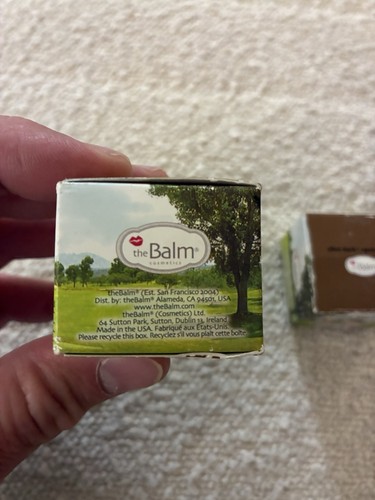 theBalm®
cosmetics
theBalm® (Est. San Francisco 2004)
Dist. by: theBalm® Alameda, CA 94501, USA
www.thebalm.com
theBalm® (Cosmetics) Ltd.
64 Sutton Park, Sutton, Dublin 13, Ireland
Made in the USA. Fabriqué aux États-Unis.
Please recycle this box. Recyclez s'il vous plaît cette boîte.